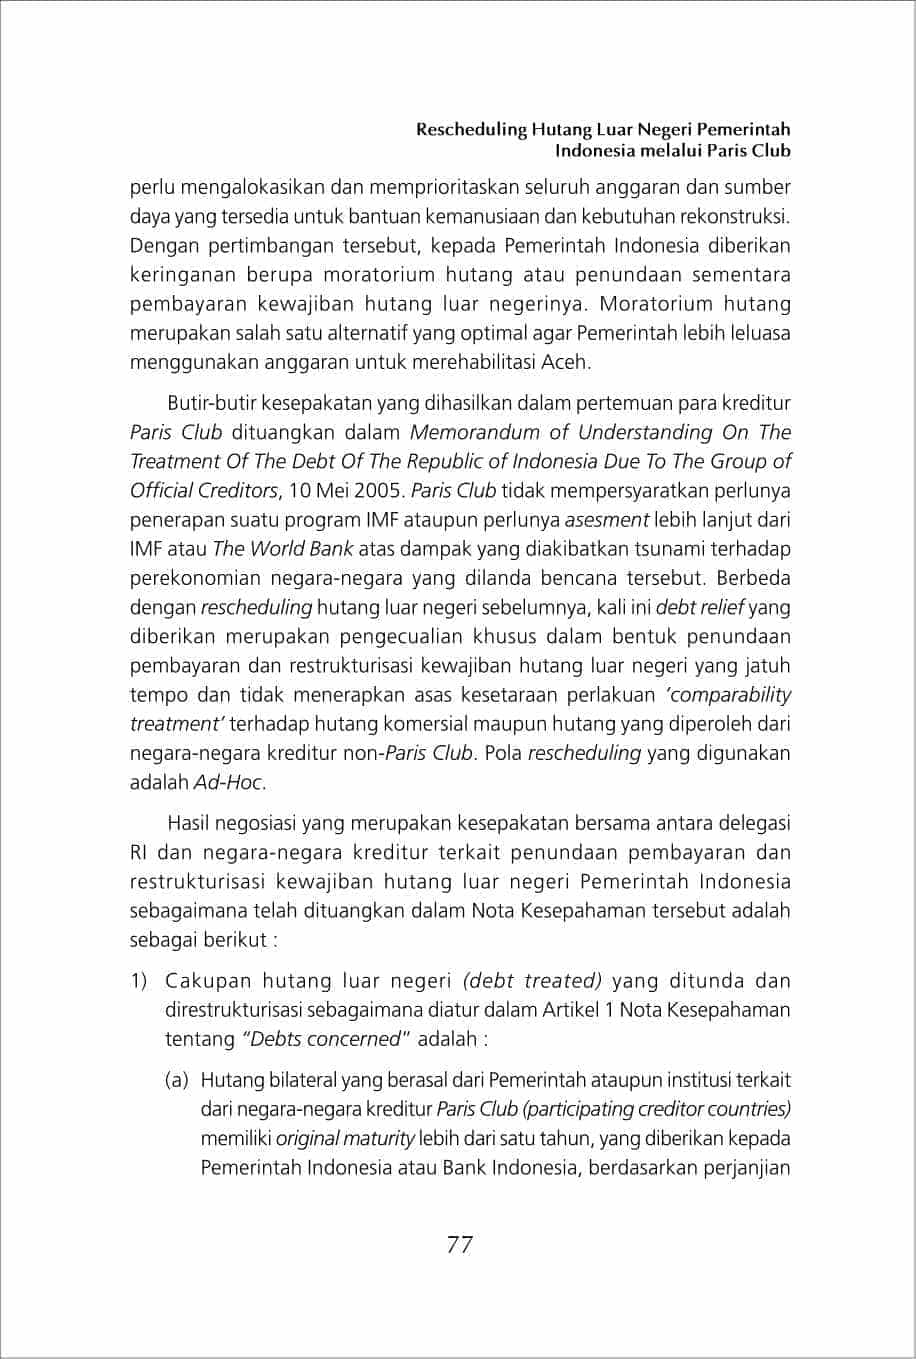 Rescheduling Hutang Luar Negeri Pemerintah
Indonesia melalui Paris Club
perlu mengalokasikan dan memprioritaskan seluruh anggaran dan sumber
daya yang tersedia untuk bantuan kemanusiaan dan kebutuhan rekonstruksi.
Dengan pertimbangan tersebut, kepada Pemerintah Indonesia diberikan
keringanan berupa moratorium hutang atau penundaan sementara
pembayaran kewajiban hutang luar negerinya. Moratorium hutang
merupakan salah satu alternatif yang optimal agar Pemerintah lebih leluasa
menggunakan anggaran untuk merehabilitasi Aceh.
Butir-butir kesepakatan yang dihasilkan dalam pertemuan para kreditur
Paris Club dituangkan dalam Memorandum of Understanding On The
Treatment Of The Debt Of The Republic of Indonesia Due To The Group of
Official Creditors, 10 Mei 2005. Paris Club tidak mempersyaratkan perlunya
penerapan suatu program IMF ataupun perlunya asesment lebih lanjut dari
IMF atau The World Bank atas dampak yang diakibatkan tsunami terhadap
perekonomian negara-negara yang dilanda bencana tersebut. Berbeda
dengan rescheduling hutang luar negeri sebelumnya, kali ini debt relief yang
diberikan merupakan pengecualian khusus dalam bentuk penundaan
pembayaran dan restrukturisasi kewajiban hutang luar negeri yang jatuh
tempo dan tidak menerapkan asas kesetaraan perlakuan ‘comparability
treatment’ terhadap hutang komersial maupun hutang yang diperoleh dari
negara-negara kreditur non-Paris Club. Pola rescheduling yang digunakan
adalah Ad-Hoc.
Hasil negosiasi yang merupakan kesepakatan bersama antara delegasi
RI dan negara-negara kreditur terkait penundaan pembayaran dan
restrukturisasi kewajiban hutang luar negeri Pemerintah Indonesia
sebagaimana telah dituangkan dalam Nota Kesepahaman tersebut adalah
sebagai berikut :
1) Cakupan hutang luar negeri (debt treated) yang ditunda dan
direstrukturisasi sebagaimana diatur dalam Artikel 1 Nota Kesepahaman
tentang “Debts concerned” adalah :
(a) Hutang bilateral yang berasal dari Pemerintah ataupun institusi terkait
dari negara-negara kreditur Paris Club (participating creditor countries)
memiliki original maturity lebih dari satu tahun, yang diberikan kepada
Pemerintah Indonesia atau Bank Indonesia, berdasarkan perjanjian
77